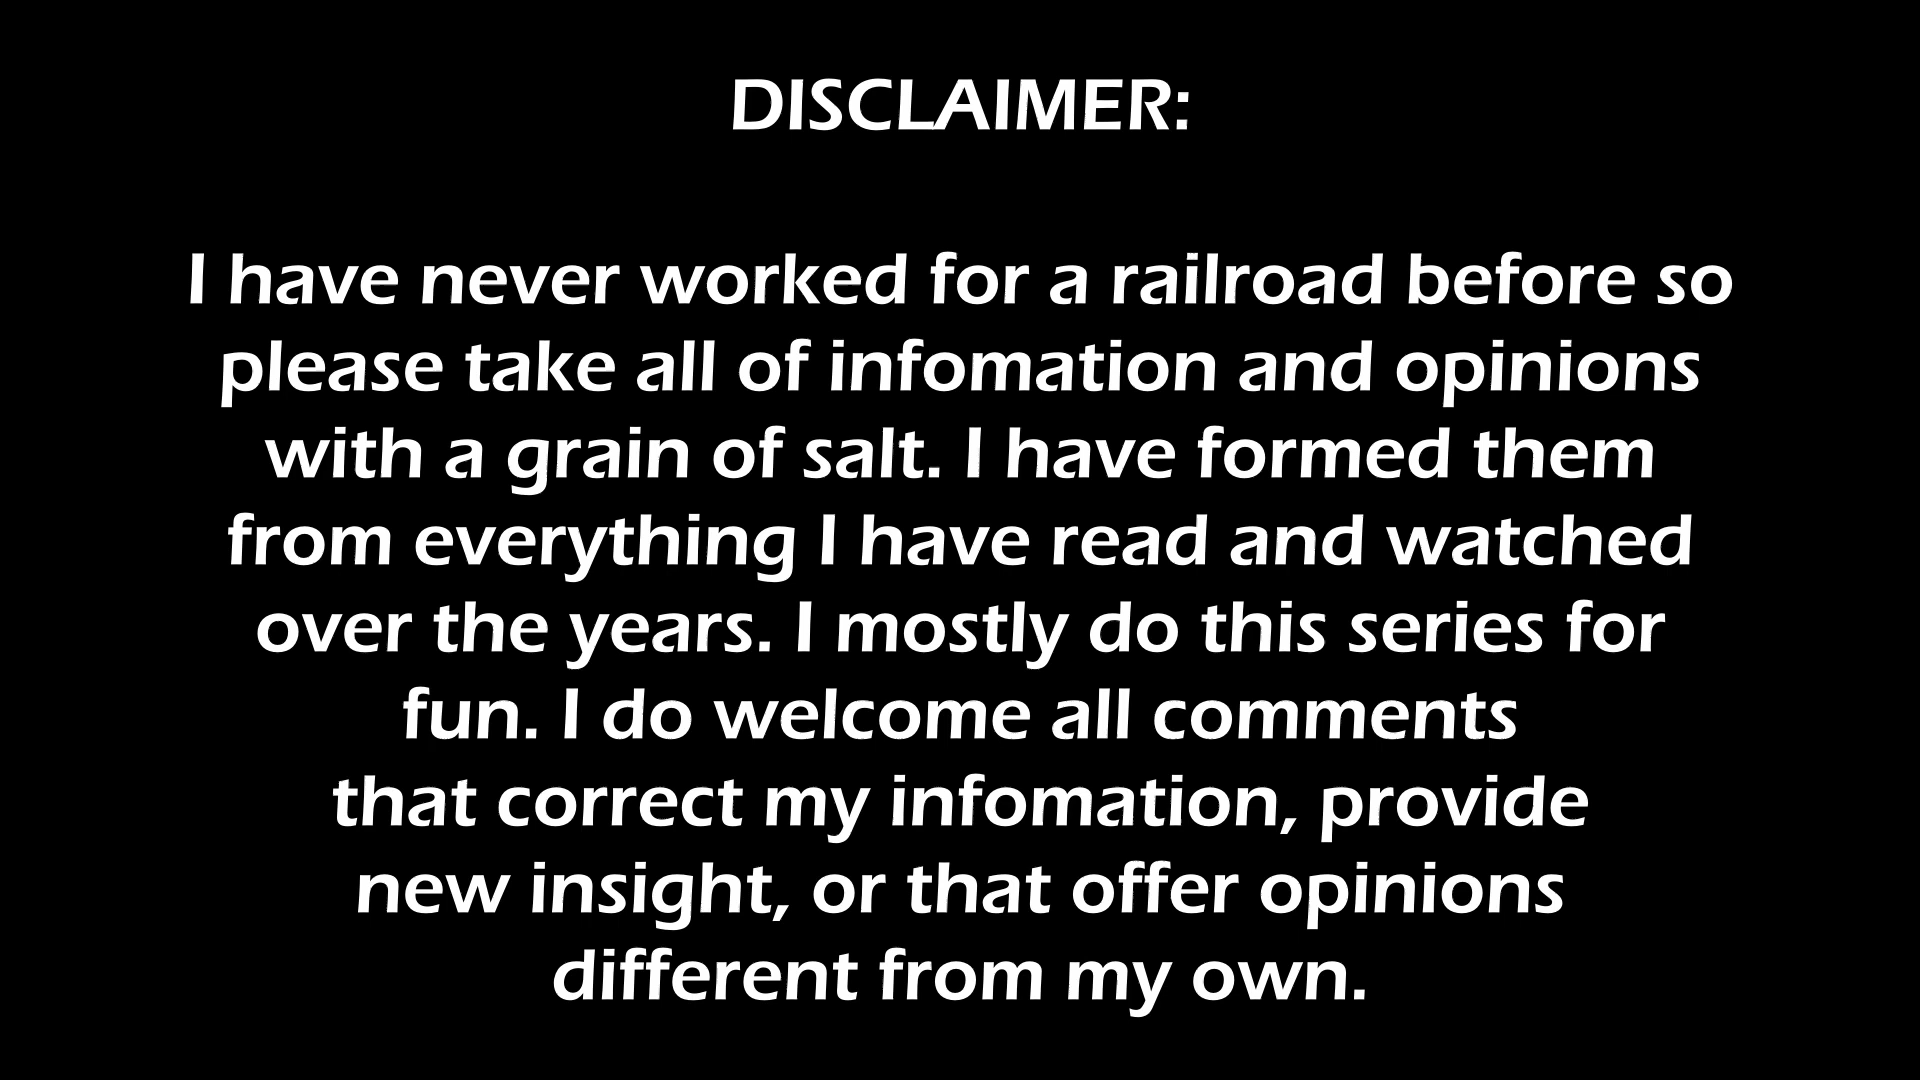 DISCLAIMER:
I have never worked for a railroad before so
please take all of infomation and opinions
with a grain of salt. I have formed them
from everything I have read and watched
over the years. I mostly do this series for
fun. I do welcome all comments
that correct my infomation, provide
new insight, or that offer opinions
different from my own.